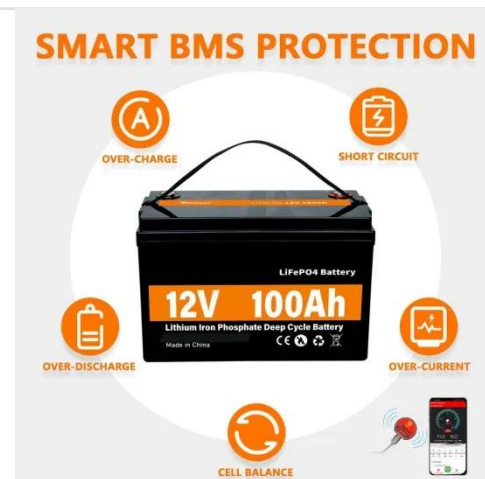 SMART BMS PROTECTION
OVER-CHARGE
SHORT CIRCUIT
LiFePO4 Battery
12V 100Ah
Lithium Iron Phosphate Deep Cycle Battery
Made in China
CE
OVER-DISCHARGE
OVER-CURRENT
CELL BALANCE